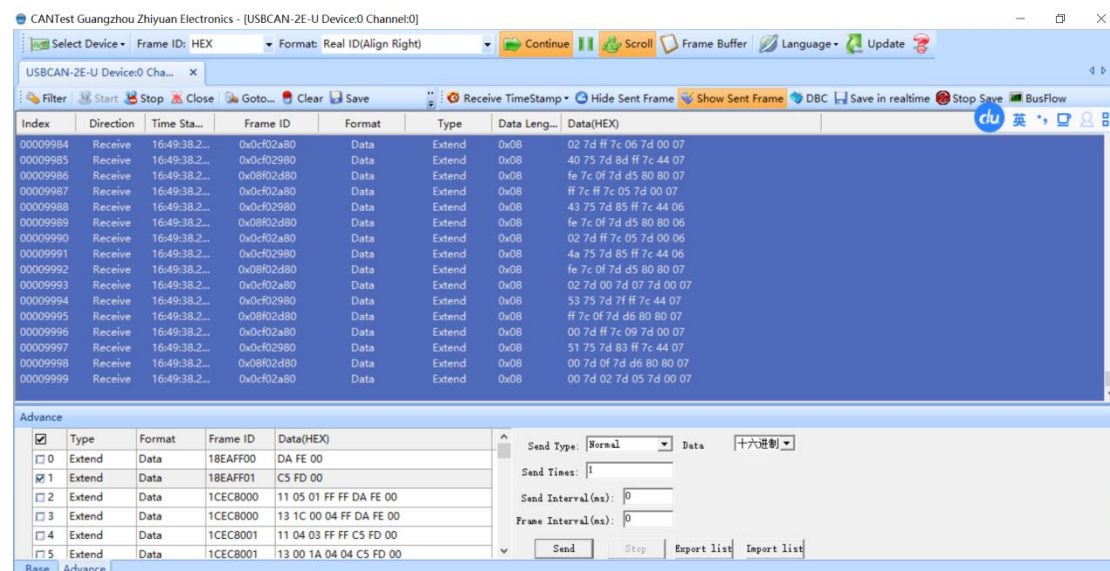 CANTest Guangzhou Zhiyuan Electronics - [USBCAN-2E-U Device:0 Channel:0]
Select Device Frame ID: HEX Format: Real ID(Align Right) Continue Scroll Frame Buffer Language Update
USBCAN-2E-U Device:0 Cha... ×
Filter Start Stop Close Goto... Clear Save Receive TimeStamp Hide Sent Frame Show Sent Frame DBC Save in realtime Stop Save BusFlow
Index Direction Time Sta... Frame ID Format Type Data Leng... Data(HEX) du 英
00009984 Receive 16:49:38.2... 0x0cf02a80 Data Extend 0x08 02 7d ff 7c 06 7d 00 07
00009985 Receive 16:49:38.2... 0x0cf02980 Data Extend 0x08 40 75 7d 8d ff 7c 44 07
00009986 Receive 16:49:38.2... 0x08f02d80 Data Extend 0x08 fe 7c 0f 7d d5 80 80 07
00009987 Receive 16:49:38.2... 0x0cf02a80 Data Extend 0x08 ff 7c ff 7c 05 7d 00 07
00009988 Receive 16:49:38.2... 0x0cf02980 Data Extend 0x08 43 75 7d 85 ff 7c 44 06
00009989 Receive 16:49:38.2... 0x08f02d80 Data Extend 0x08 fe 7c 0f 7d d5 80 80 06
00009990 Receive 16:49:38.2... 0x0cf02a80 Data Extend 0x08 02 7d ff 7c 05 7d 00 06
00009991 Receive 16:49:38.2... 0x0cf02980 Data Extend 0x08 4a 75 7d 85 ff 7c 44 06
00009992 Receive 16:49:38.2... 0x08f02d80 Data Extend 0x08 fe 7c 0f 7d d5 80 80 07
00009993 Receive 16:49:38.2... 0x0cf02a80 Data Extend 0x08 02 7d 00 7d 07 7d 00 07
00009994 Receive 16:49:38.2... 0x0cf02980 Data Extend 0x08 53 75 7d 7f ff 7c 44 07
00009995 Receive 16:49:38.2... 0x08f02d80 Data Extend 0x08 ff 7c 0f 7d d6 80 80 07
00009996 Receive 16:49:38.2... 0x0cf02a80 Data Extend 0x08 00 7d ff 7c 09 7d 00 07
00009997 Receive 16:49:38.2... 0x0cf02980 Data Extend 0x08 51 75 7d 83 ff 7c 44 07
00009998 Receive 16:49:38.2... 0x08f02d80 Data Extend 0x08 00 7d 0f 7d d6 80 80 07
00009999 Receive 16:49:38.2... 0x0cf02a80 Data Extend 0x08 00 7d 02 7d 05 7d 00 07
Advance
Type Format Frame ID Data(HEX)
0 Extend Data 18EAFF00 DA FE 00
1 Extend Data 18EAFF01 C5 FD 00
2 Extend Data 1CEC8000 11 05 01 FF FF DA FE 00
3 Extend Data 1CEC8000 13 1C 00 04 FF DA FE 00
4 Extend Data 1CEC8001 11 04 03 FF FF C5 FD 00
5 Extend Data 1CEC8001 13 00 1A 04 04 C5 FD 00
Send Type: Normal Data 十六进制
Send Times: 1
Send Interval(ms): 0
Frame Interval(ms): 0
Send Stop Export list Import list
Base Advance